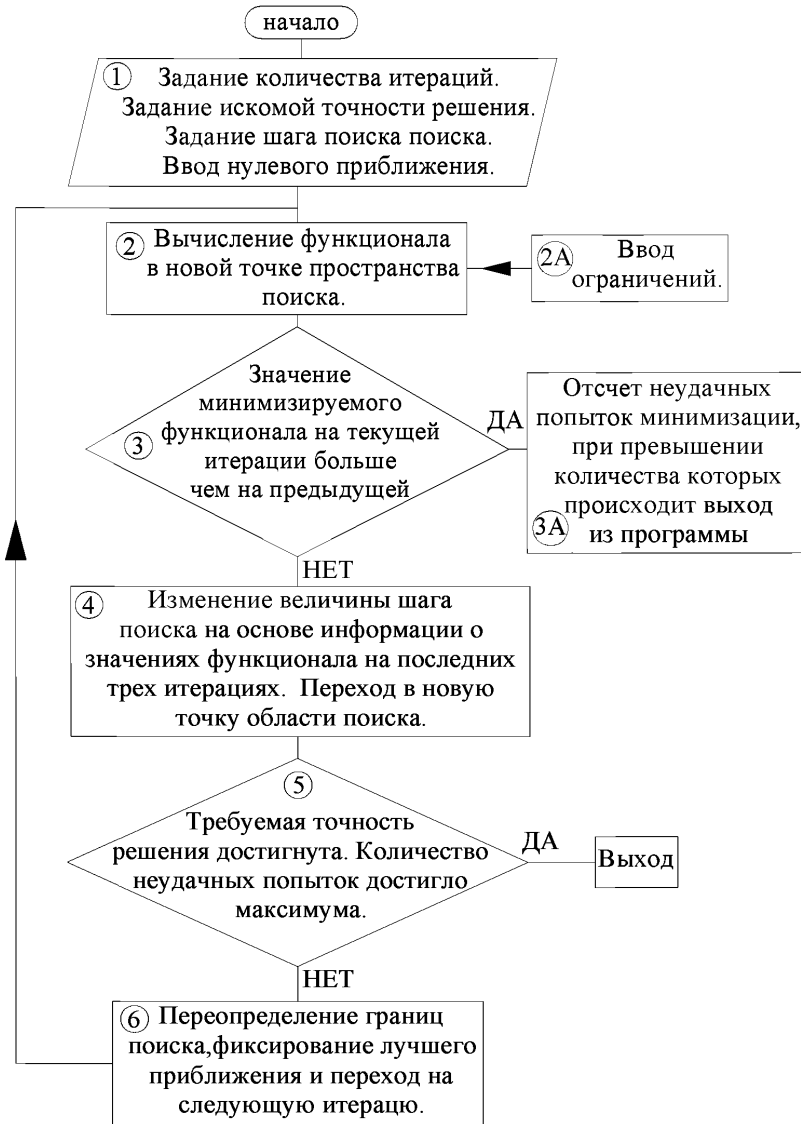 начало
1 Задание количества итераций.
Задание искомой точности решения.
Задание шага поиска поиска.
Ввод нулевого приближения.
2 Вычисление функционала
в новой точке пространства
поиска.
2А Ввод
ограничений.
Значение
минимизируемого
3 функционала на текущей
итерации больше
чем на предыдущей
ДА
Отсчет неудачных
попыток минимизации,
при превышении
количества которых
происходит выход
3А из программы
НЕТ
4 Изменение величины шага
поиска на основе информации о
значениях функционала на последних
трех итерациях. Переход в новую
точку области поиска.
5
Требуемая точность
решения достигнута. Количество
неудачных попыток достигло
максимума.
ДА
Выход
НЕТ
6 Переопределение границ
поиска,фиксирование лучшего
приближения и переход на
следующую итерацю.